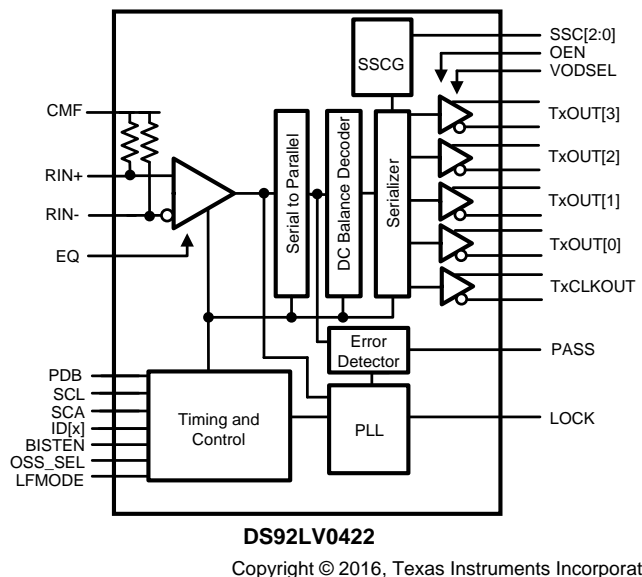 SSC[2:0]
OEN
VODSEL
SSCG
CMF
TxOUT[3]
RIN+
TxOUT[2]
RIN-
TxOUT[1]
EQ
TxOUT[0]
TxCLKOUT
Serial to Parallel
DC Balance Decoder
Serializer
Error
Detector
PASS
PDB
SCL
SCA
ID[x]
BISTEN
OSS_SEL
LFMODE
Timing and
Control
PLL
LOCK
DS92LV0422
Copyright © 2016, Texas Instruments Incorporat